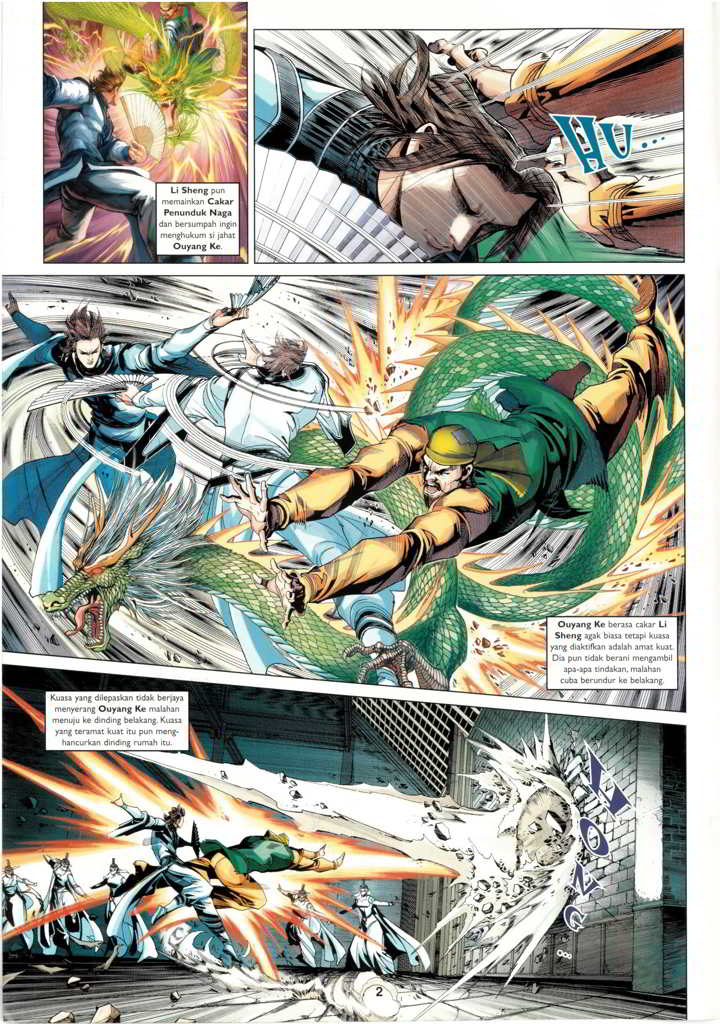 Li Sheng pun
memainkan Cakar
Penunduk Naga
dan bersumpah ingin
menghukum si jahat
Ouyang Ke.
HU...
Ouyang Ke berasa cakar Li
Sheng agak biasa tetapi kuasa
yang diaktifkan adalah amat kuat.
Dia pun tidak berani mengambil
apa-apa tindakan, malahan
cuba berundur ke belakang.
Kuasa yang dilepaskan tidak berjaya
menyerang Ouyang Ke malahan
menuju ke dinding belakang. Kuasa
yang teramat kuat itu pun meng-
hancurkan dinding rumah itu.
HONG...
2